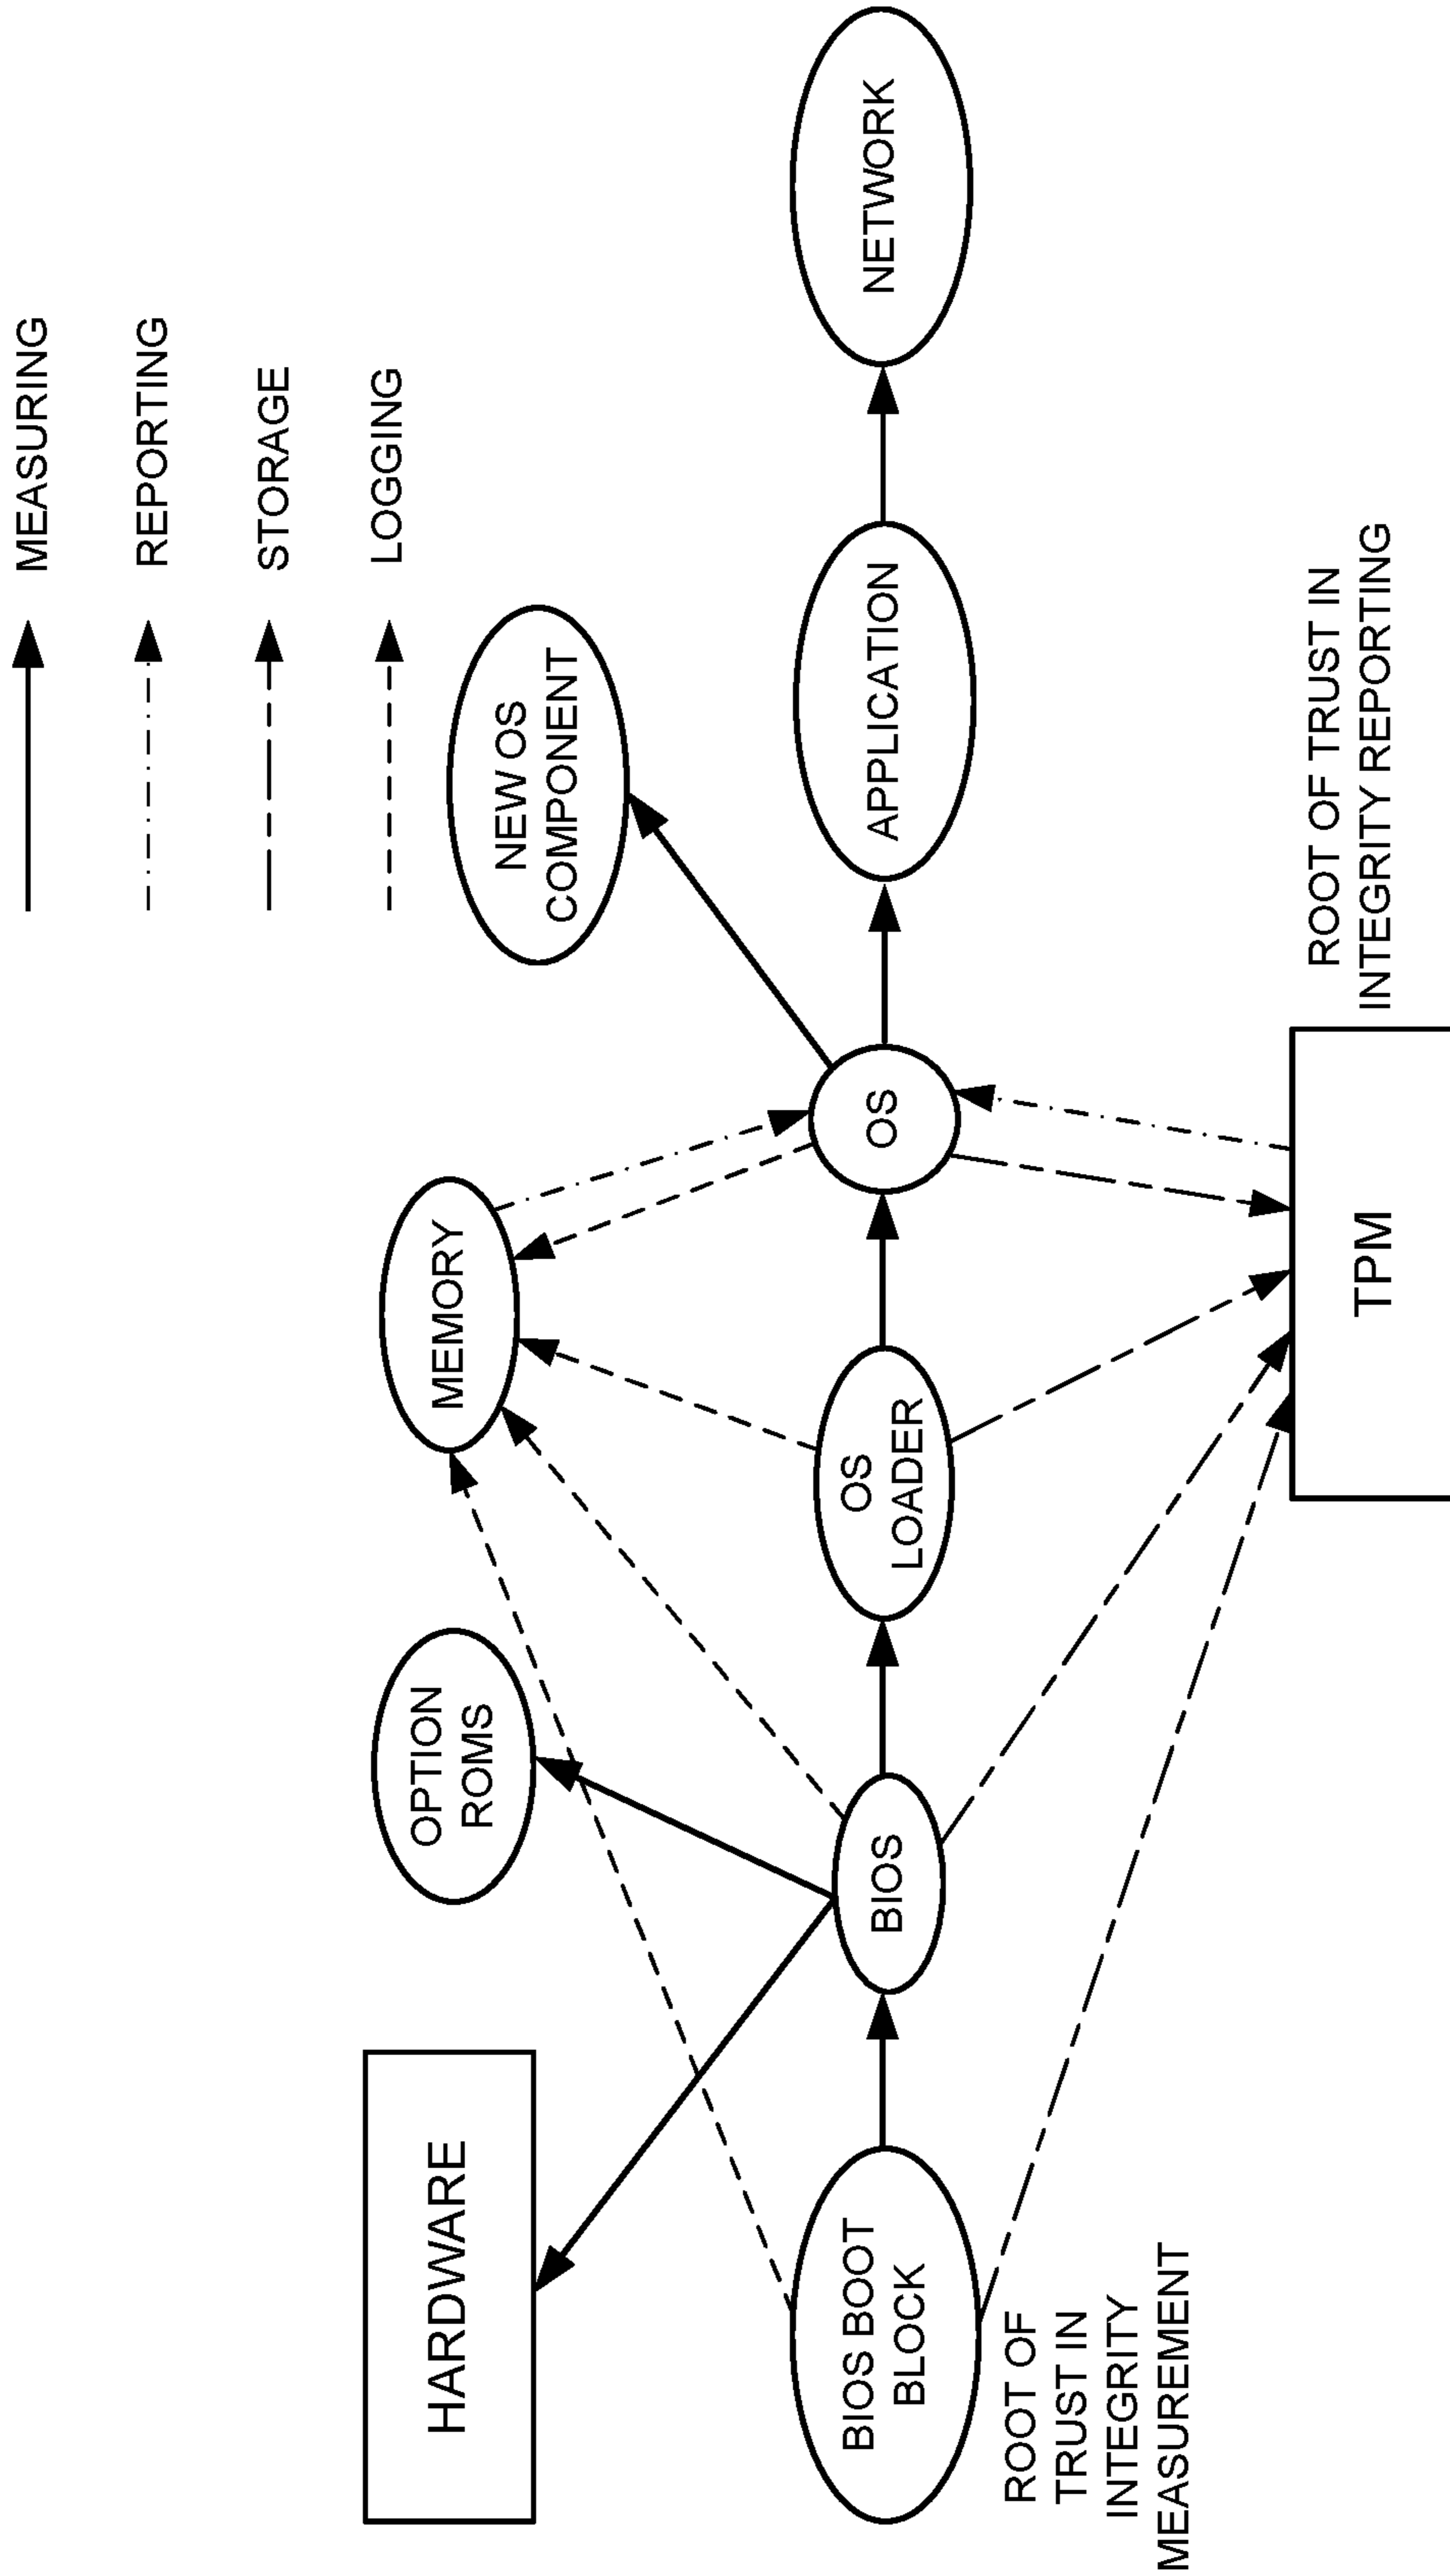 MEASURING
REPORTING
STORAGE
LOGGING
HARDWARE
OPTION
ROMS
MEMORY
NEW OS
COMPONENT
BIOS BOOT
BLOCK
BIOS
OS
LOADER
OS
APPLICATION
NETWORK
ROOT OF
TRUST IN
INTEGRITY
MEASUREMENT
TPM
ROOT OF TRUST IN
INTEGRITY REPORTING